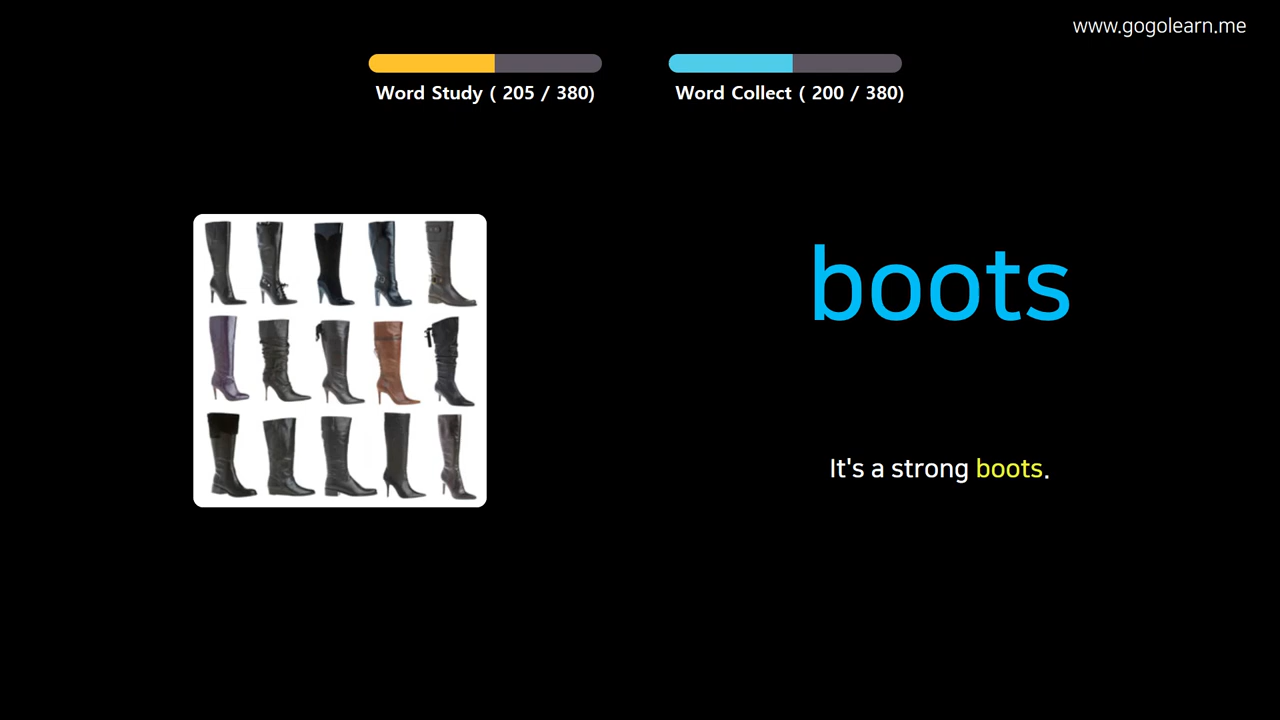 www.gogolearn.me
Word Study ( 205 / 380)
Word Collect ( 200 / 380)
boots
It's a strong boots.